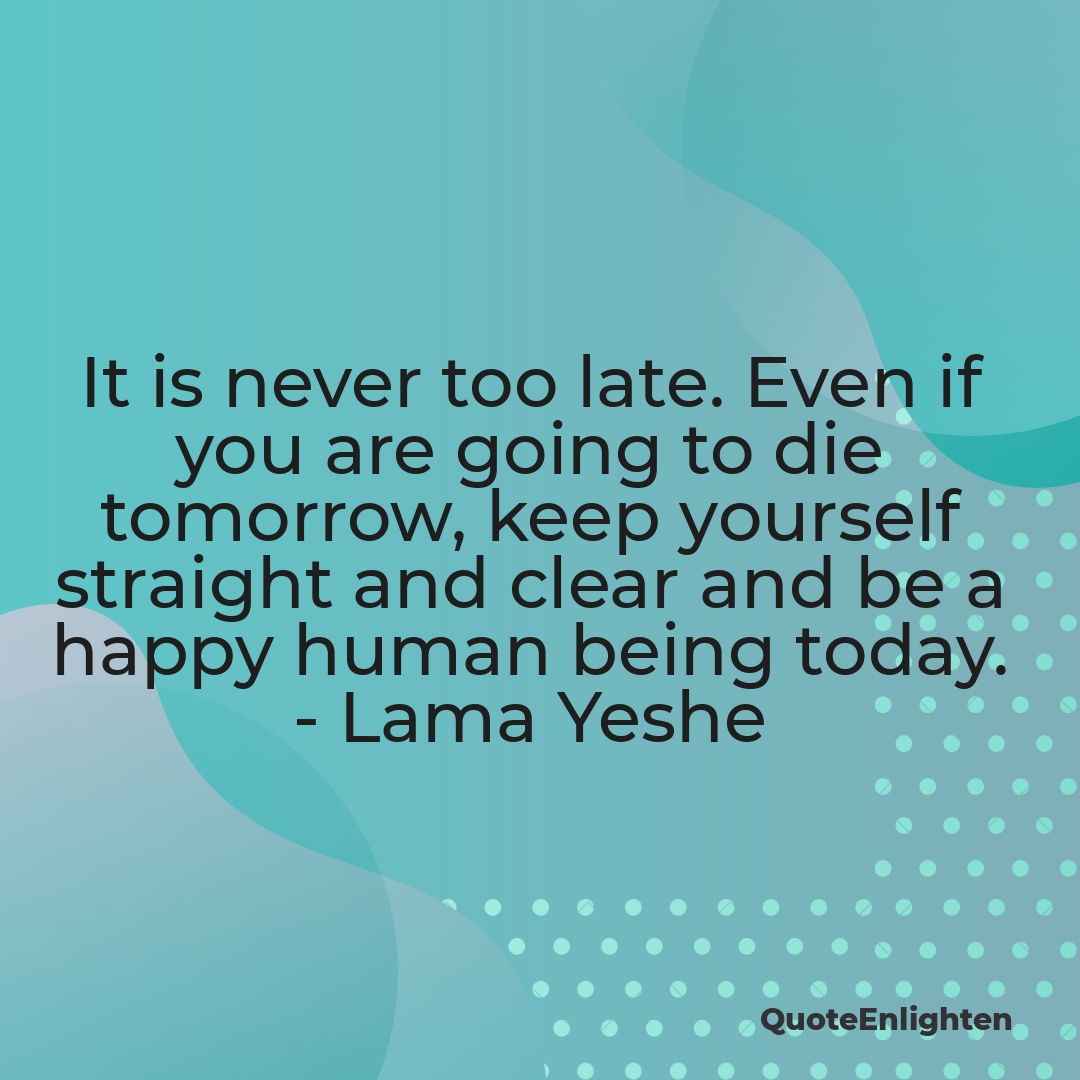 It is never too late. Even if
you are going to die
tomorrow, keep yourself
straight and clear and be a
happy human being today.
- Lama Yeshe
QuoteEnlighten